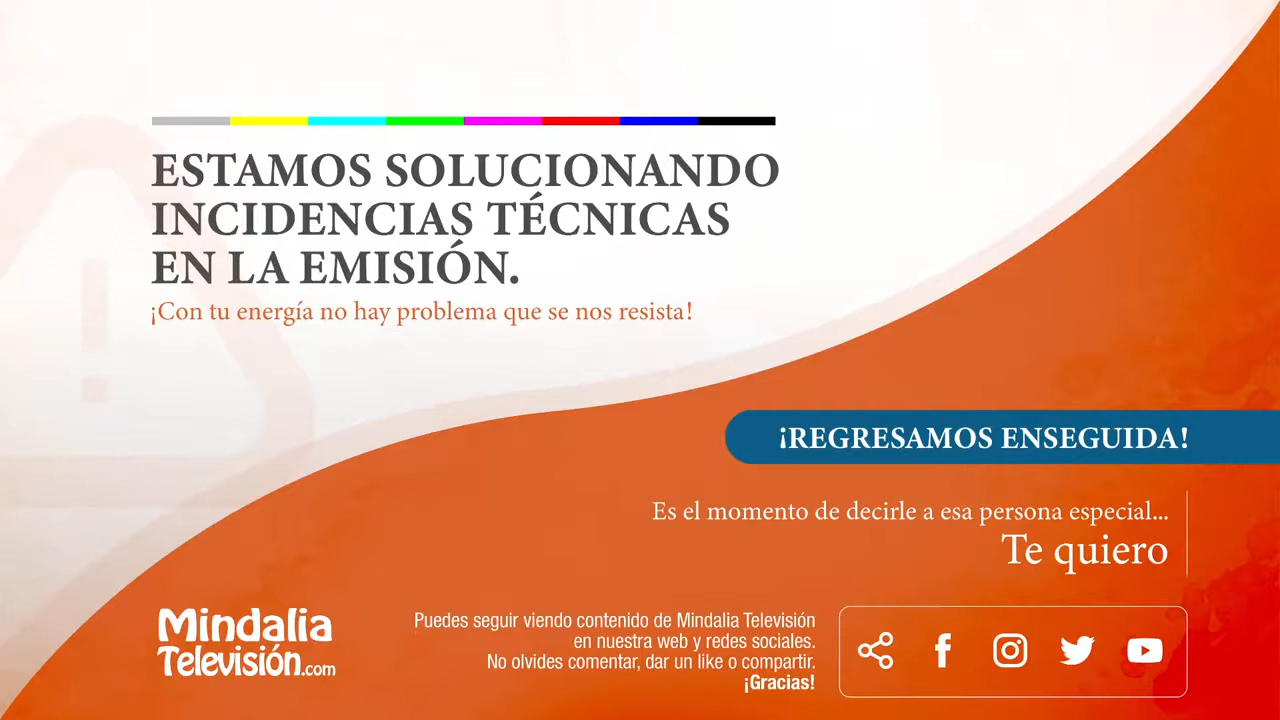 ESTAMOS SOLUCIONANDO
INCIDENCIAS TÉCNICAS
EN LA EMISIÓN.
¡Con tu energía no hay problema que se nos resista!
¡REGRESAMOS ENSEGUIDA!
Es el momento de decirle a esa persona especial...
Te quiero
Mindalia
Televisión.com
Puedes seguir viendo contenido de Mindalia Televisión
en nuestra web y redes sociales.
No olvides comentar, dar un like o compartir.
¡Gracias!